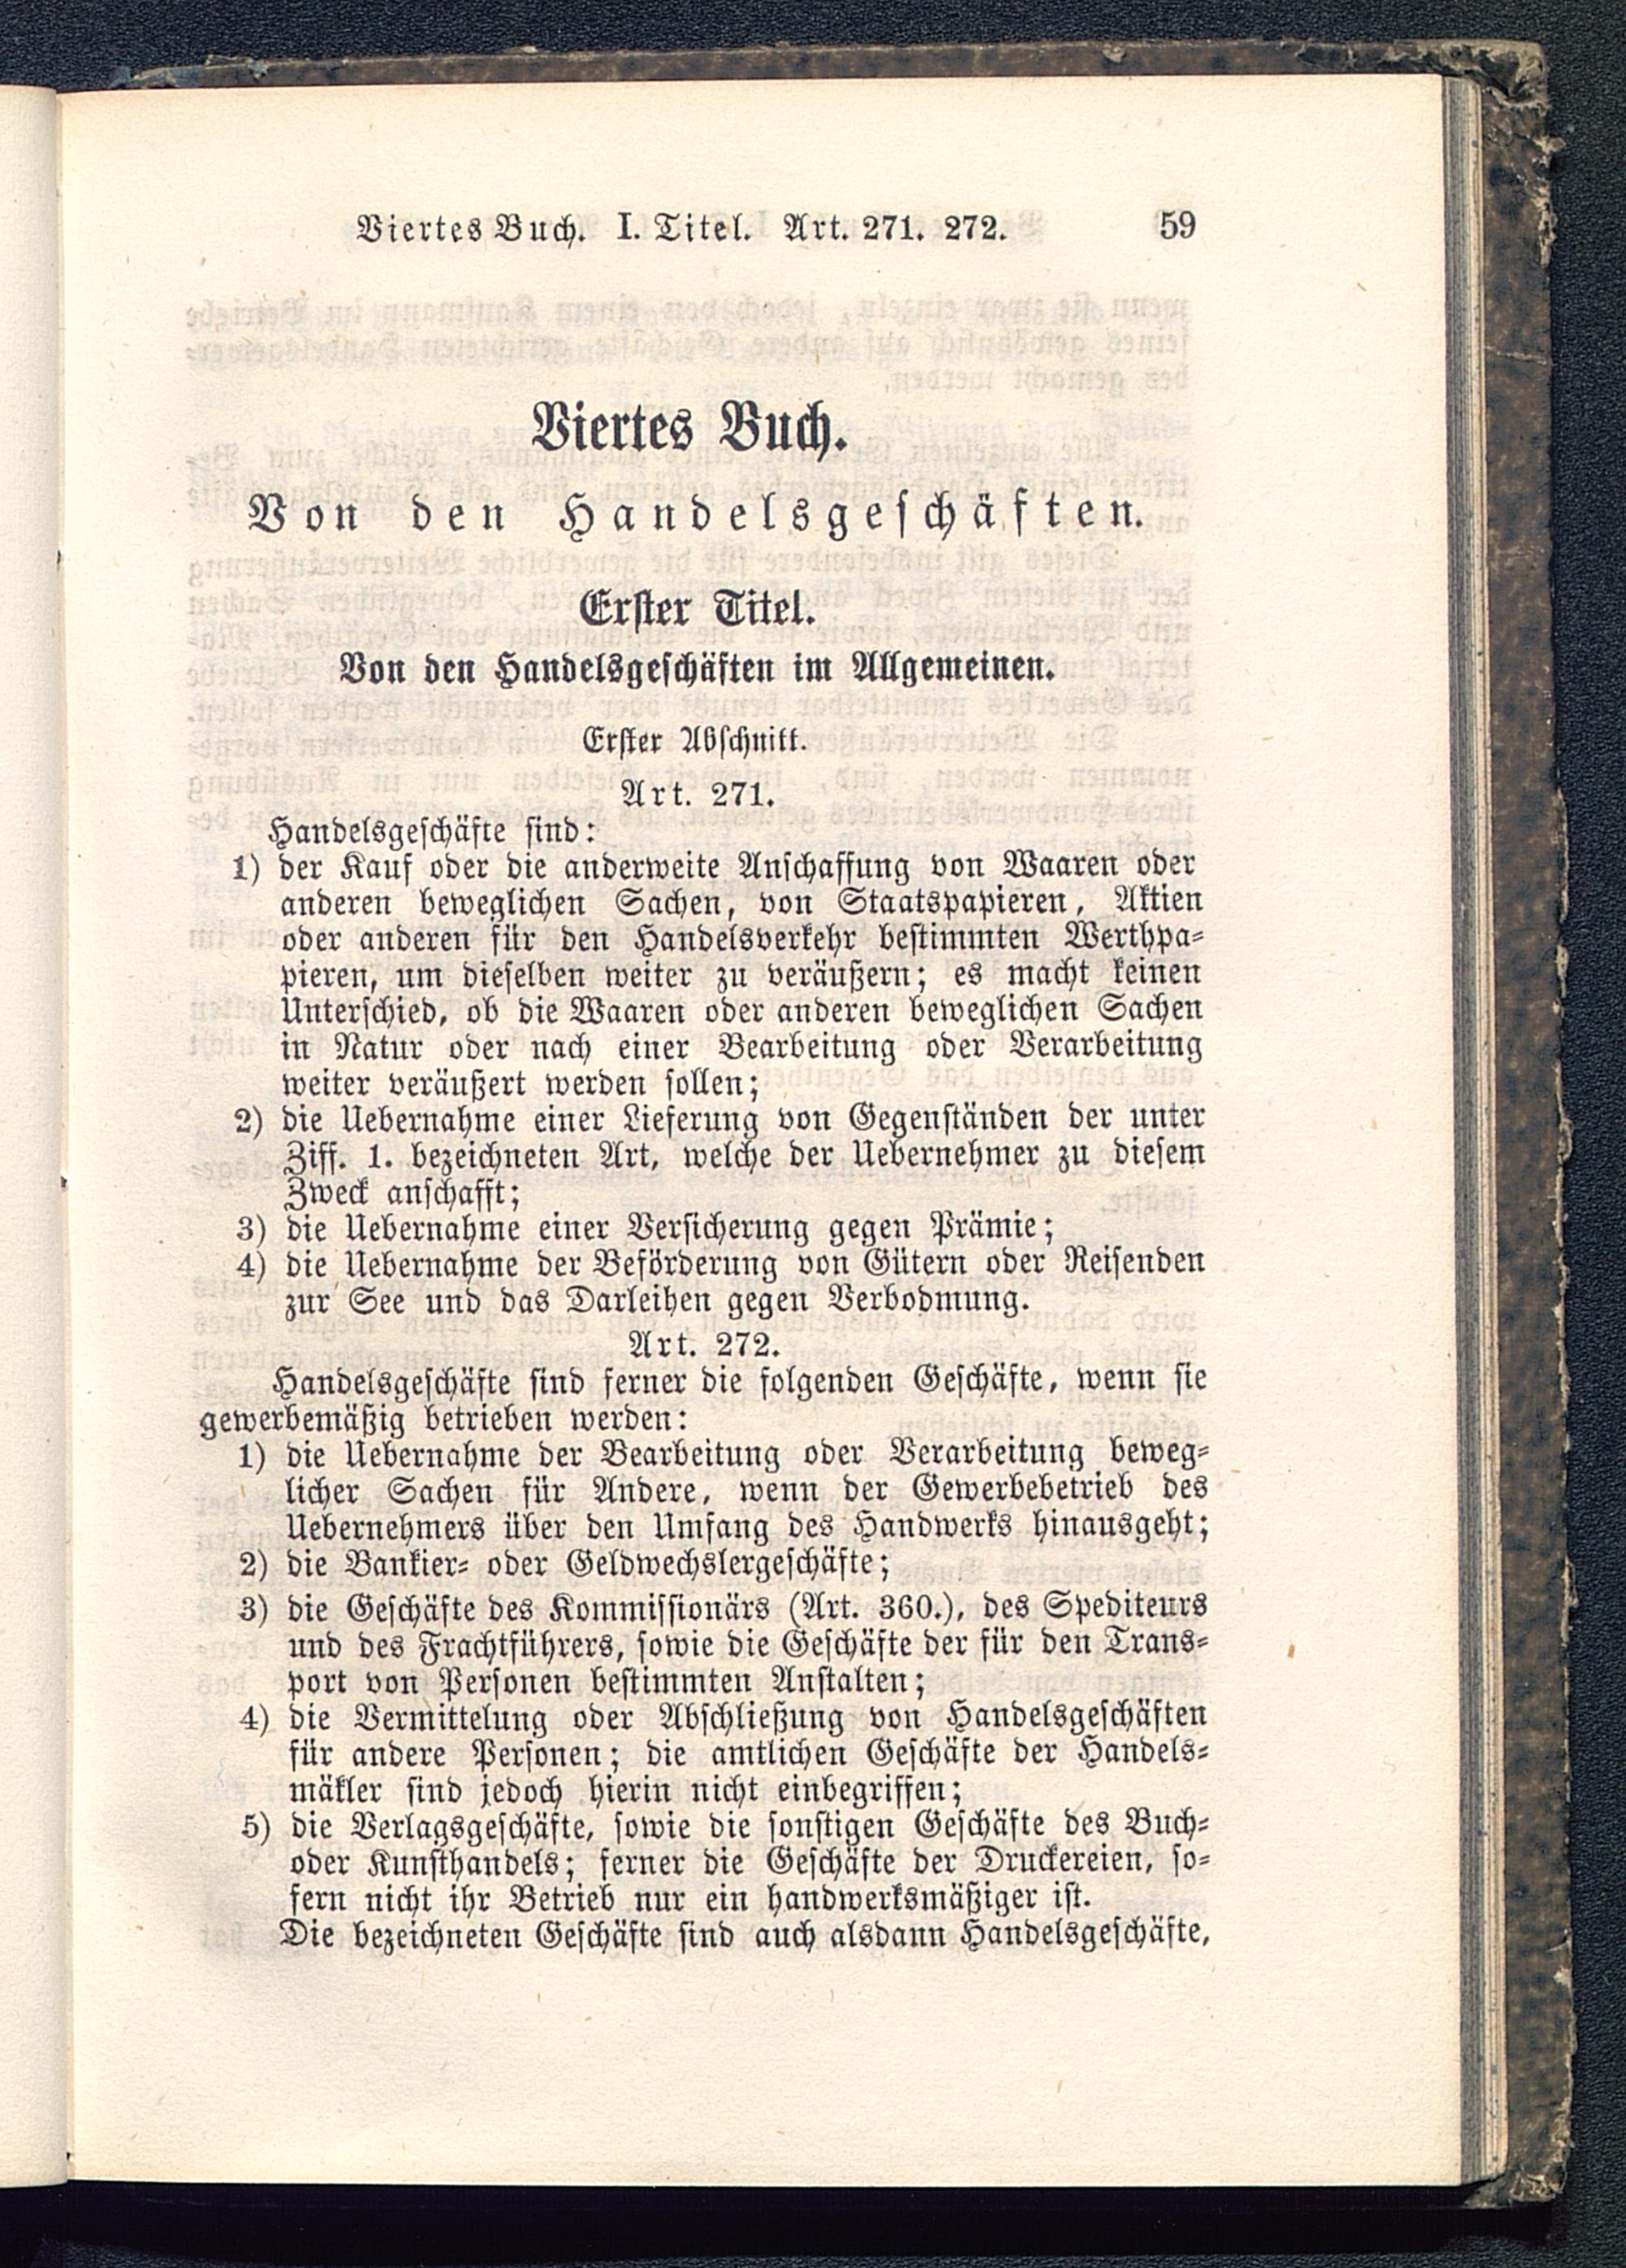 Viertes Buch. I. Titel. Art. 271. 272. 59
Viertes Buch.
Von den Handelsgeschäften.
Erster Titel.
Von den Handelsgeschäften im Allgemeinen.
Erster Abschnitt.
Art. 271.
Handelsgeschäfte sind:
1) der Kauf oder die anderweite Anschaffung von Waaren oder
anderen beweglichen Sachen, von Staatspapieren, Aktien
oder anderen für den Handelsverkehr bestimmten Werthpa-
pieren, um dieselben weiter zu veräußern; es macht keinen
Unterschied, ob die Waaren oder anderen beweglichen Sachen
in Natur oder nach einer Bearbeitung oder Verarbeitung
weiter veräußert werden sollen;
2) die Uebernahme einer Lieferung von Gegenständen der unter
Ziff. 1. bezeichneten Art, welche der Uebernehmer zu diesem
Zweck anschafft;
3) die Uebernahme einer Versicherung gegen Prämie;
4) die Uebernahme der Beförderung von Gütern oder Reisenden
zur See und das Darleihen gegen Verbodmung.
Art. 272.
Handelsgeschäfte sind ferner die folgenden Geschäfte, wenn sie
gewerbemäßig betrieben werden:
1) die Uebernahme der Bearbeitung oder Verarbeitung beweg-
licher Sachen für Andere, wenn der Gewerbebetrieb des
Uebernehmers über den Umfang des Handwerks hinausgeht;
2) die Bankier- oder Geldwechslergeschäfte;
3) die Geschäfte des Kommissionärs (Art. 360.), des Spediteurs
und des Frachtführers, sowie die Geschäfte der für den Trans-
port von Personen bestimmten Anstalten;
4) die Vermittelung oder Abschließung von Handelsgeschäften
für andere Personen; die amtlichen Geschäfte der Handels-
mäkler sind jedoch hierin nicht einbegriffen;
5) die Verlagsgeschäfte, sowie die sonstigen Geschäfte des Buch-
oder Kunsthandels; ferner die Geschäfte der Druckereien, so-
fern nicht ihr Betrieb nur ein handwerksmäßiger ist.
Die bezeichneten Geschäfte sind auch alsdann Handelsgeschäfte,